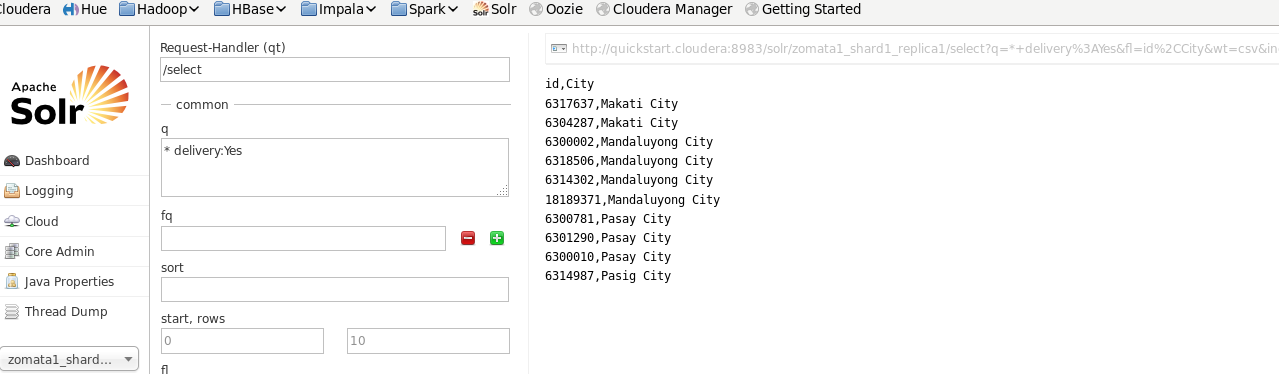 Cloudera Hue Hadoop HBase Impala Spark Solr Oozie Cloudera Manager Getting Started
Apache
Solr
Dashboard
Logging
Cloud
Core Admin
Java Properties
Thread Dump
zomata1_shard...
Request-Handler (qt)
/select
common
q
* delivery:Yes
fq
sort
start, rows
0 10
fl
http://quickstart.cloudera:8983/solr/zomata1_shard1_replica1/select?q=*+delivery%3AYes&fl=id%2CCity&wt=csv&in
id,City
6317637,Makati City
6304287,Makati City
6300002,Mandaluyong City
6318506,Mandaluyong City
6314302,Mandaluyong City
18189371,Mandaluyong City
6300781,Pasay City
6301290,Pasay City
6300010,Pasay City
6314987,Pasig City